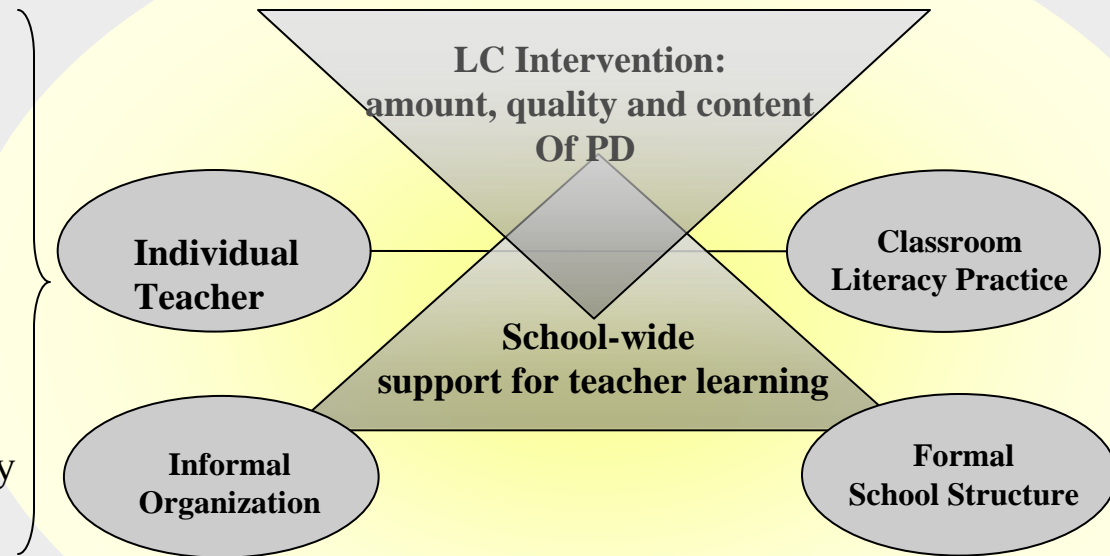 LC Intervention:
amount, quality and content
Of PD
Individual
Teacher
Classroom
Literacy Practice
School-wide
support for teacher learning
Informal
Organization
Formal
School Structure
y